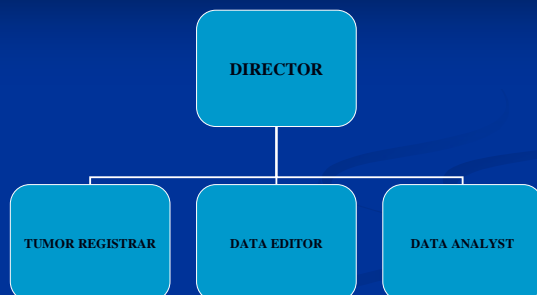 DIRECTOR
TUMOR REGISTRAR
DATA EDITOR
DATA ANALYST